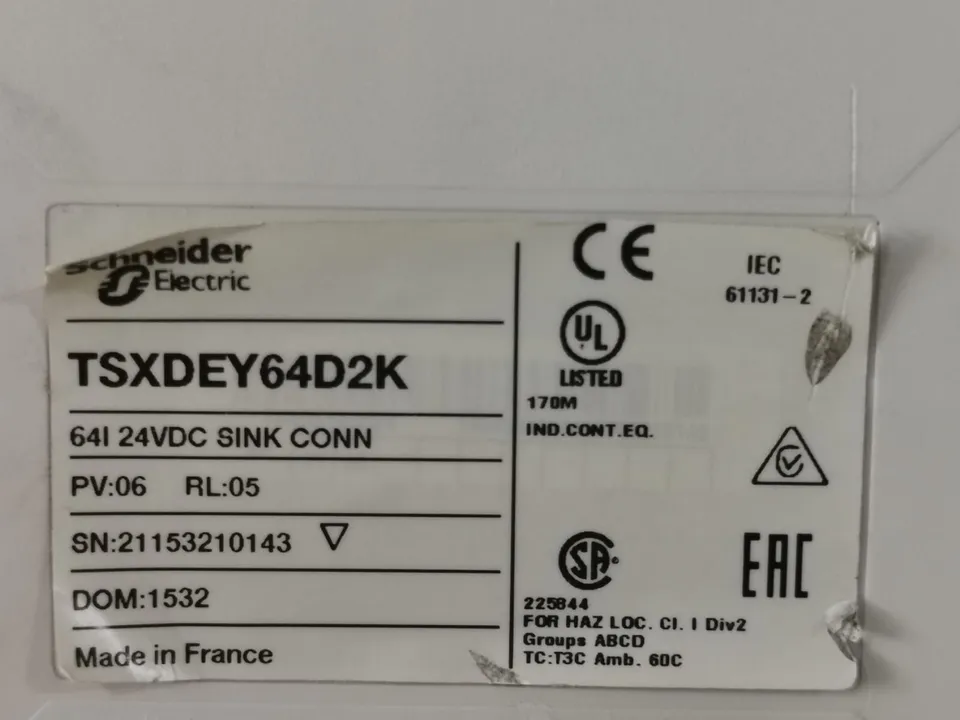 Schneider
Electric
TSXDEY64D2K
64I 24VDC SINK CONN
PV:06 RL:05
SN:21153210143
DOM:1532
Made in France
CE
IEC
61131-2
UL
LISTED
170M
IND.CONT.EQ.
SA
EAC
225844
FOR HAZ LOC. CI. I Div2
Groups ABCD
TC:T3C Amb. 60C